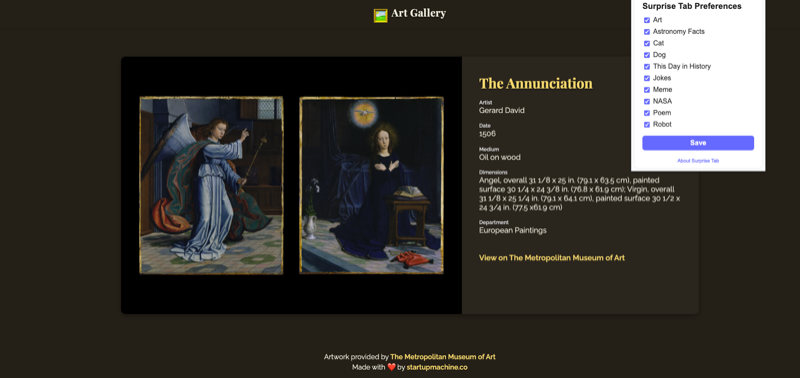 Art Gallery
The Annunciation
Artist
Gerard David
Date
1506
Medium
Oil on wood
Dimensions
Angel, overall 31 1/8 x 25 in. (79.1 x 63.5 cm), painted
surface 30 1/4 x 24 3/8 in. (76.8 x 61.9 cm); Virgin, overall
31 1/8 x 25 1/4 in. (79.1 x 64.1 cm), painted surface 30 1/2 x
24 3/4 in. (77.5 x61.9 cm)
Department
European Paintings
View on The Metropolitan Museum of Art
Surprise Tab Preferences
Art
Astronomy Facts
Cat
Dog
This Day in History
Jokes
Meme
NASA
Poem
Robot
Save
About Surprise Tab
Artwork provided by The Metropolitan Museum of Art
Made with ❤️ by startupmachine.co